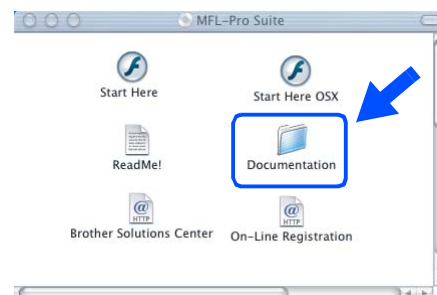 MFL-Pro Suite
Start Here
Start Here OSX
ReadMe!
Documentation
HTTP
HTTP
Brother Solutions Center
On-Line Registration